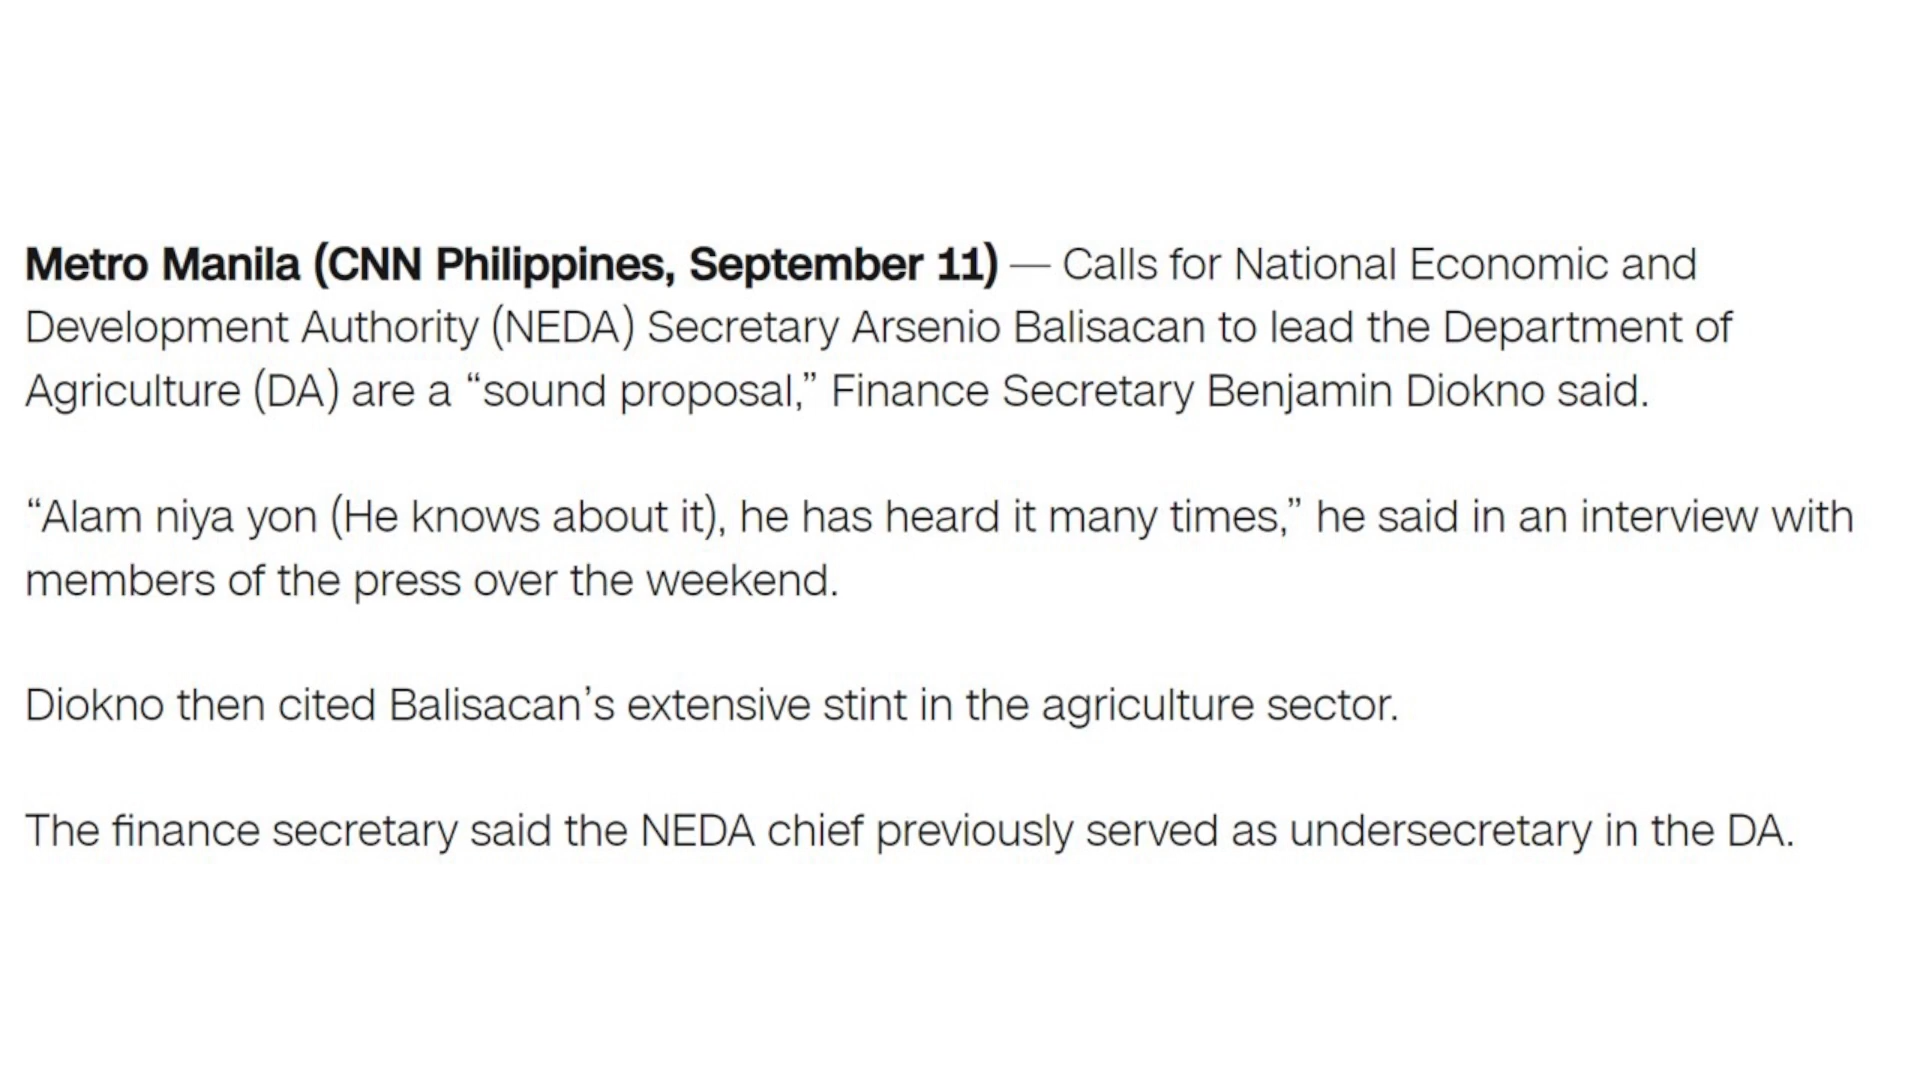 Metro Manila (CNN Philippines, September 11) — Calls for National Economic and
Development Authority (NEDA) Secretary Arsenio Balisacan to lead the Department of
Agriculture (DA) are a “sound proposal,” Finance Secretary Benjamin Diokno said.
“Alam niya yon (He knows about it), he has heard it many times,” he said in an interview with
members of the press over the weekend.
Diokno then cited Balisacan’s extensive stint in the agriculture sector.
The finance secretary said the NEDA chief previously served as undersecretary in the DA.